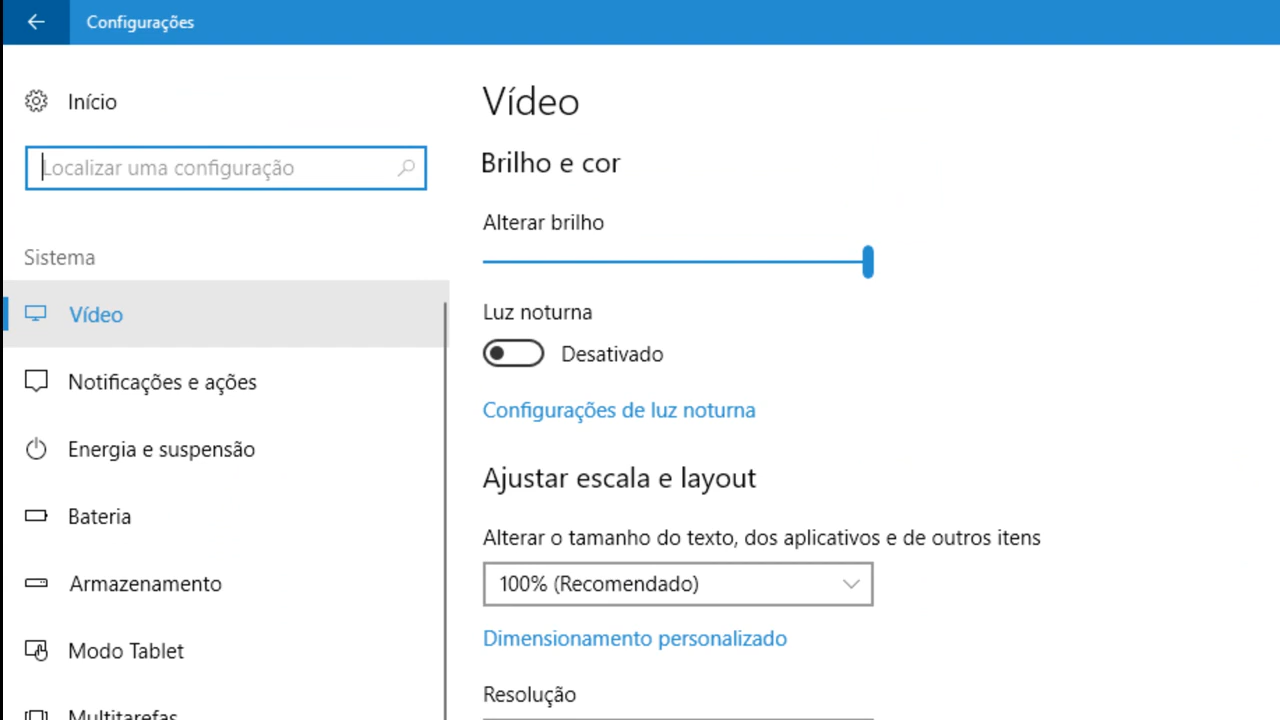 Configurações
Início
Localizar uma configuração
Sistema
Vídeo
Notificações e ações
Energia e suspensão
Bateria
Armazenamento
Modo Tablet
Multitarefas
Vídeo
Brilho e cor
Alterar brilho
Luz noturna
Desativado
Configurações de luz noturna
Ajustar escala e layout
Alterar o tamanho do texto, dos aplicativos e de outros itens
100% (Recomendado)
Dimensionamento personalizado
Resolução